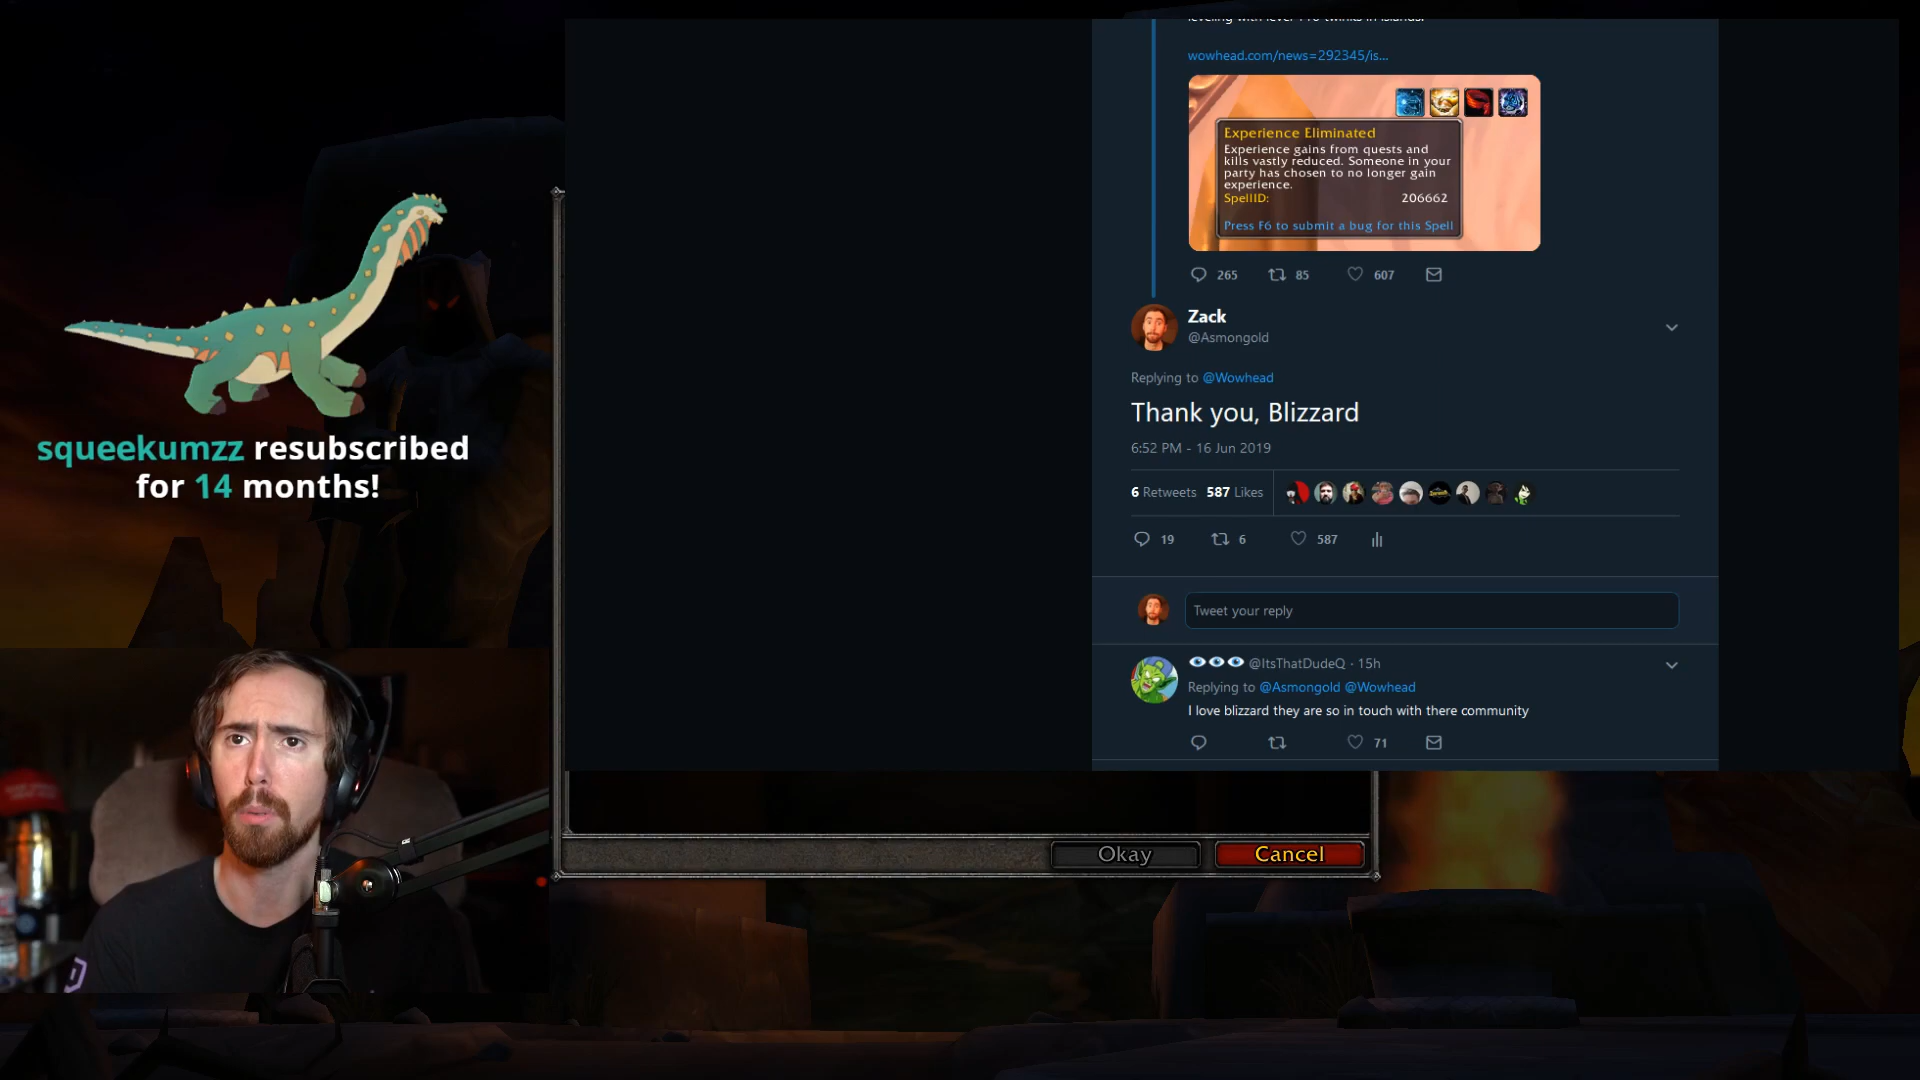 wowhead.com/news=292345/is...
Experience Eliminated
Experience gains from quests and
kills vastly reduced. Someone in your
party has chosen to no longer gain
experience.
SpellID: 206662
Press F6 to submit a bug for this Spell
265 85 607
Zack
@Asmongold
Replying to @Wowhead
Thank you, Blizzard
6:52 PM - 16 Jun 2019
6 Retweets 587 Likes
19 6 587
Tweet your reply
@ItsThatDudeQ · 15h
Replying to @Asmongold @Wowhead
I love blizzard they are so in touch with there community
71
squeekumzz resubscribed
for 14 months!
Okay
Cancel